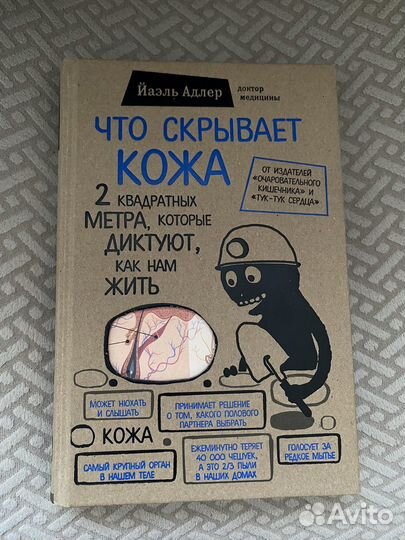 Йаэль Адлер
доктор
медицины
ЧТО СКРЫВАЕТ
КОЖА
ОТ ИЗДАТЕЛЕЙ
«ОЧАРОВАТЕЛЬНОГО
КИШЕЧНИКА» И
«ТУК-ТУК СЕРДЦА»
2 КВАДРАТНЫХ
МЕТРА, КОТОРЫЕ
ДИКТУЮТ,
КАК НАМ
ЖИТЬ
МОЖЕТ НЮХАТЬ
И СЛЫШАТЬ
ПРИНИМАЕТ РЕШЕНИЕ
О ТОМ, КАКОГО ПОЛОВОГО
ПАРТНЕРА ВЫБРАТЬ
КОЖА
САМЫЙ КРУПНЫЙ ОРГАН
В НАШЕМ ТЕЛЕ
ЕЖЕМИНУТНО ТЕРЯЕТ
40 000 ЧЕШУЕК,
А ЭТО 2/3 ПЫЛИ
В НАШИХ ДОМАХ
ГОЛОСУЕТ ЗА
РЕДКОЕ МЫТЬЕ
Avito